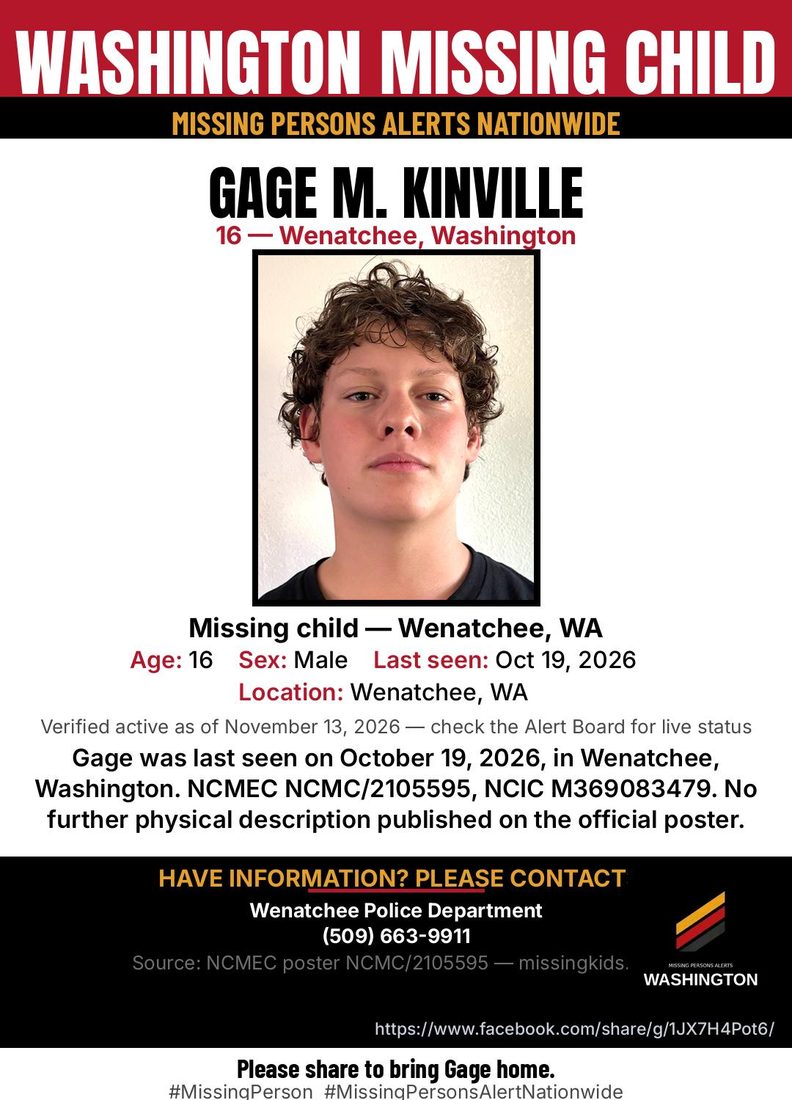 WASHINGTON MISSING CHILD
MISSING PERSONS ALERTS NATIONWIDE
GAGE M. KINVILLE
16 — Wenatchee, Washington
Missing child — Wenatchee, WA
Age: 16 Sex: Male Last seen: Oct 19, 2026
Location: Wenatchee, WA
Verified active as of November 13, 2026 — check the Alert Board for live status
Gage was last seen on October 19, 2026, in Wenatchee,
Washington. NCMEC NCMC/2105595, NCIC M369083479. No
further physical description published on the official poster.
HAVE INFORMATION? PLEASE CONTACT
Wenatchee Police Department
(509) 663-9911
Source: NCMEC poster NCMC/2105595 — missingkids.
MISSING PERSONS ALERTS
WASHINGTON
https://www.facebook.com/share/g/1JX7H4Pot6/
Please share to bring Gage home.
#MissingPerson #MissingPersonsAlertNationwide